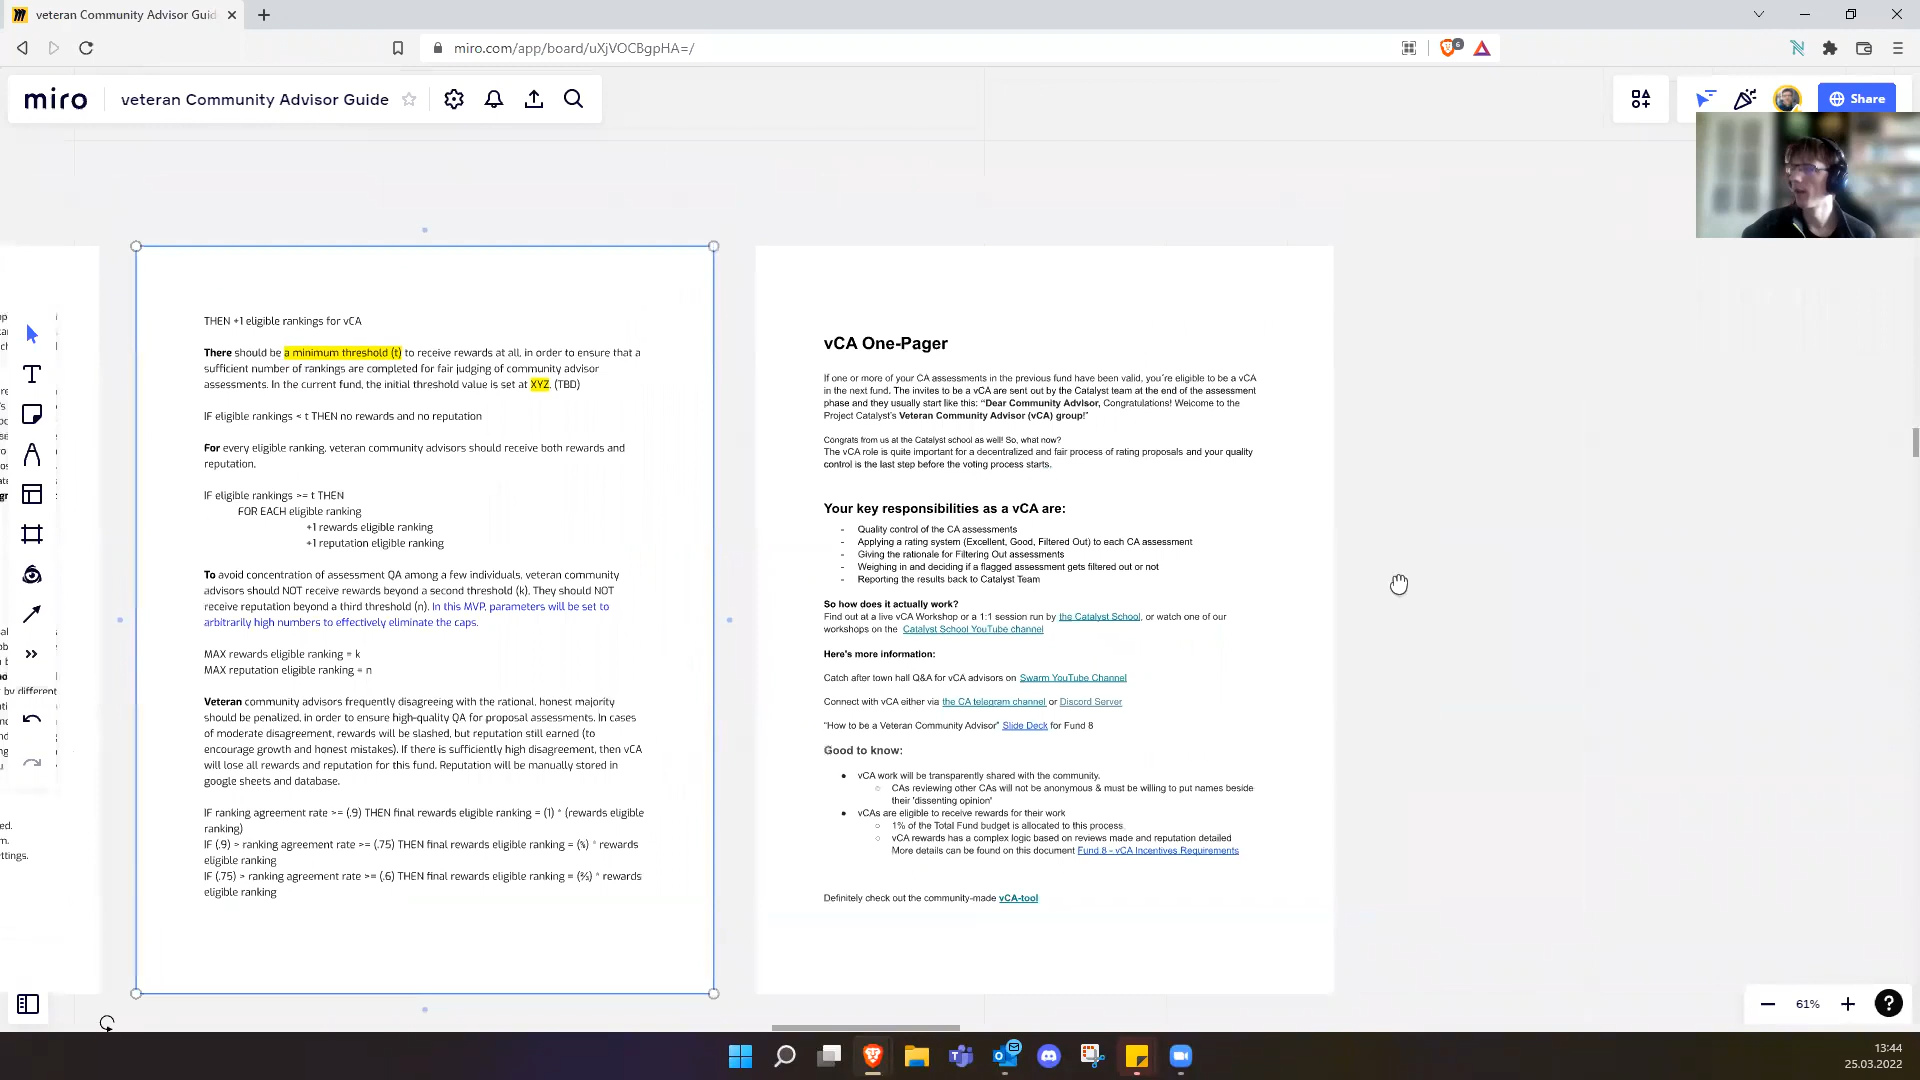 veteran Community Advisor Guid
miro.com/app/board/uXjVOCBgpHA=/
6
miro
veteran Community Advisor Guide
Share
THEN +1 eligible rankings for vCA
There should be a minimum threshold (t) to receive rewards at all, in order to ensure that a
sufficient number of rankings are completed for fair judging of community advisor
assessments. In the current fund, the initial threshold value is set at XYZ. (TBD)
IF eligible rankings < t THEN no rewards and no reputation
For every eligible ranking, veteran community advisors should receive both rewards and
reputation.
IF eligible rankings >= t THEN
FOR EACH eligible ranking
+1 rewards eligible ranking
+1 reputation eligible ranking
To avoid concentration of assessment QA among a few individuals, veteran community
advisors should NOT receive rewards beyond a second threshold (k). They should NOT
receive reputation beyond a third threshold (n). In this MVP, parameters will be set to
arbitrarily high numbers to effectively eliminate the caps.
MAX rewards eligible ranking = k
MAX reputation eligible ranking = n
Veteran community advisors frequently disagreeing with the rational, honest majority
should be penalized, in order to ensure high-quality QA for proposal assessments. In cases
of moderate disagreement, rewards will be slashed, but reputation still earned (to
encourage growth and honest mistakes). If there is sufficiently high disagreement, then vCA
will lose all rewards and reputation for this fund. Reputation will be manually stored in
google sheets and database.
IF ranking agreement rate >= (.9) THEN final rewards eligible ranking = (1) * (rewards eligible
ranking)
IF (.9) > ranking agreement rate >= (.75) THEN final rewards eligible ranking = * rewards
eligible ranking
IF (.75) > ranking agreement rate >= (.6) THEN final rewards eligible ranking = * rewards
eligible ranking
vCA One-Pager
If one or more of your CA assessments in the previous fund have been valid, you´re eligible to be a vCA
in the next fund. The invites to be a vCA are sent out by the Catalyst team at the end of the assessment
phase and they usually start like this: “Dear Community Advisor, Congratulations! Welcome to the
Project Catalyst’s Veteran Community Advisor (vCA) group!”
Congrats from us at the Catalyst school as well! So, what now?
The vCA role is quite important for a decentralized and fair process of rating proposals and your quality
control is the last step before the voting process starts.
Your key responsibilities as a vCA are:
- Quality control of the CA assessments
- Applying a rating system (Excellent, Good, Filtered Out) to each CA assessment
- Giving the rationale for Filtering Out assessments
- Weighing in and deciding if a flagged assessment gets filtered out or not
- Reporting the results back to Catalyst Team
So how does it actually work?
Find out at a live vCA Workshop or a 1:1 session run by the Catalyst School, or watch one of our
workshops on the Catalyst School YouTube channel
Here's more information:
Catch after town hall Q&A for vCA advisors on Swarm YouTube Channel
Connect with vCA either via the CA telegram channel or Discord Server
“How to be a Veteran Community Advisor” Slide Deck for Fund 8
Good to know:
● vCA work will be transparently shared with the community.
○ CAs reviewing other CAs will not be anonymous & must be willing to put names beside
their 'dissenting opinion'
● vCAs are eligible to receive rewards for their work
○ 1% of the Total Fund budget is allocated to this process.
○ vCA rewards has a complex logic based on reviews made and reputation detailed
More details can be found on this document Fund 8 - vCA Incentives Requirements
Definitely check out the community-made vCA-tool
by different
61%
13:44
25.03.2022